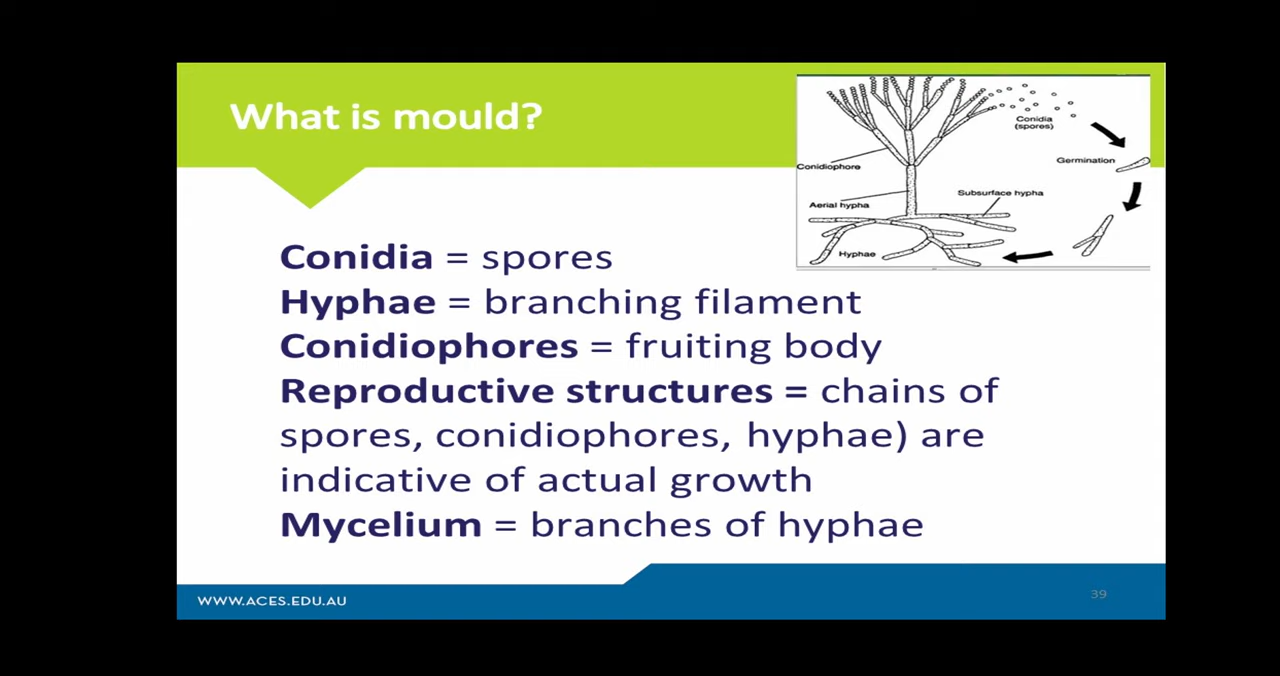 What is mould?
Conidia
(spores)
Germination
Conidiophore
Subsurface hypha
Aerial hypha
Hyphae
Conidia = spores
Hyphae = branching filament
Conidiophores = fruiting body
Reproductive structures = chains of
spores, conidiophores, hyphae) are
indicative of actual growth
Mycelium = branches of hyphae
WWW.ACES.EDU.AU
39